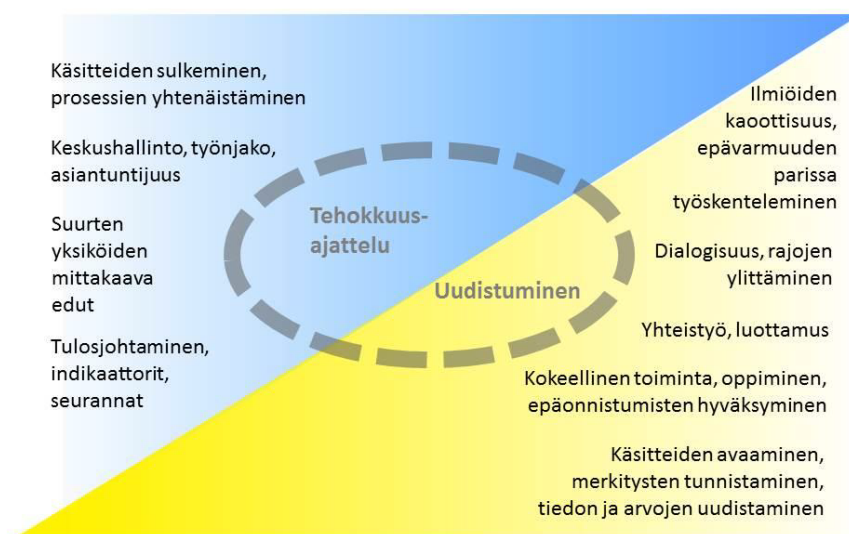 Käsitteiden sulkeminen,
prosessien yhtenäistäminen
Keskushallinto, työnjako,
asiantuntijuus
Suurten
yksiköiden
mittakaava
edut
Tulosjohtaminen,
indikaattorit,
seurannat
Tehokkuus-
ajattelu
Uudistuminen
Ilmiöiden
kaoottisuus,
epävarmuuden
parissa
työskenteleminen
Dialogisuus, rajojen
ylittäminen
Yhteistyö, luottamus
Kokeellinen toiminta, oppiminen,
epäonnistumisten hyväksyminen
Käsitteiden avaaminen,
merkitysten tunnistaminen,
tiedon ja arvojen uudistaminen